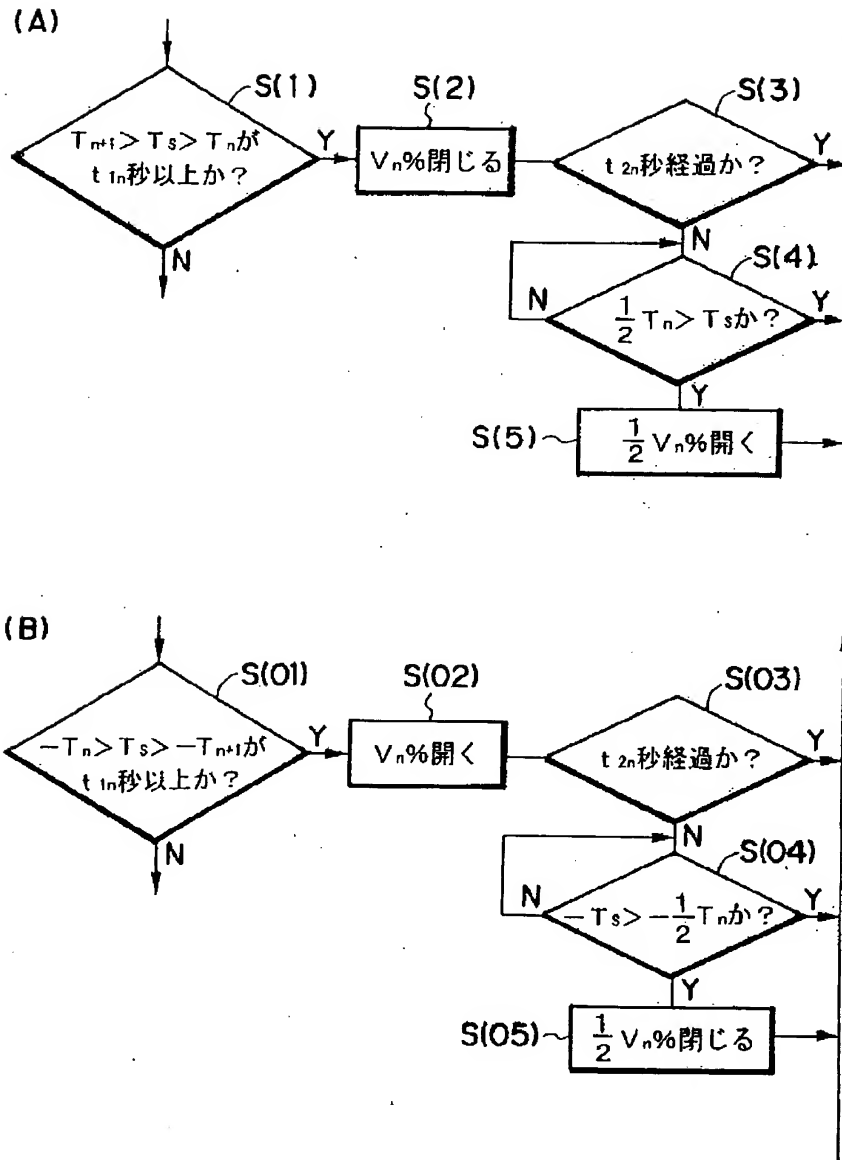 (A)
S(1)
Tn+1>Ts>Tnが
t1n秒以上か?
Y
N
S(2)
Vn%閉じる
S(3)
t2n秒経過か?
Y
N
S(4)
N
1/2 Tn>Tsか?
Y
Y
S(5)
1/2 Vn%開く
(B)
S(01)
-Tn>Ts>-Tn+1が
t1n秒以上か?
Y
N
S(02)
Vn%開く
S(03)
t2n秒経過か?
Y
N
S(04)
N
-Ts>-1/2Tnか?
Y
Y
S(05)
1/2 Vn%閉じる